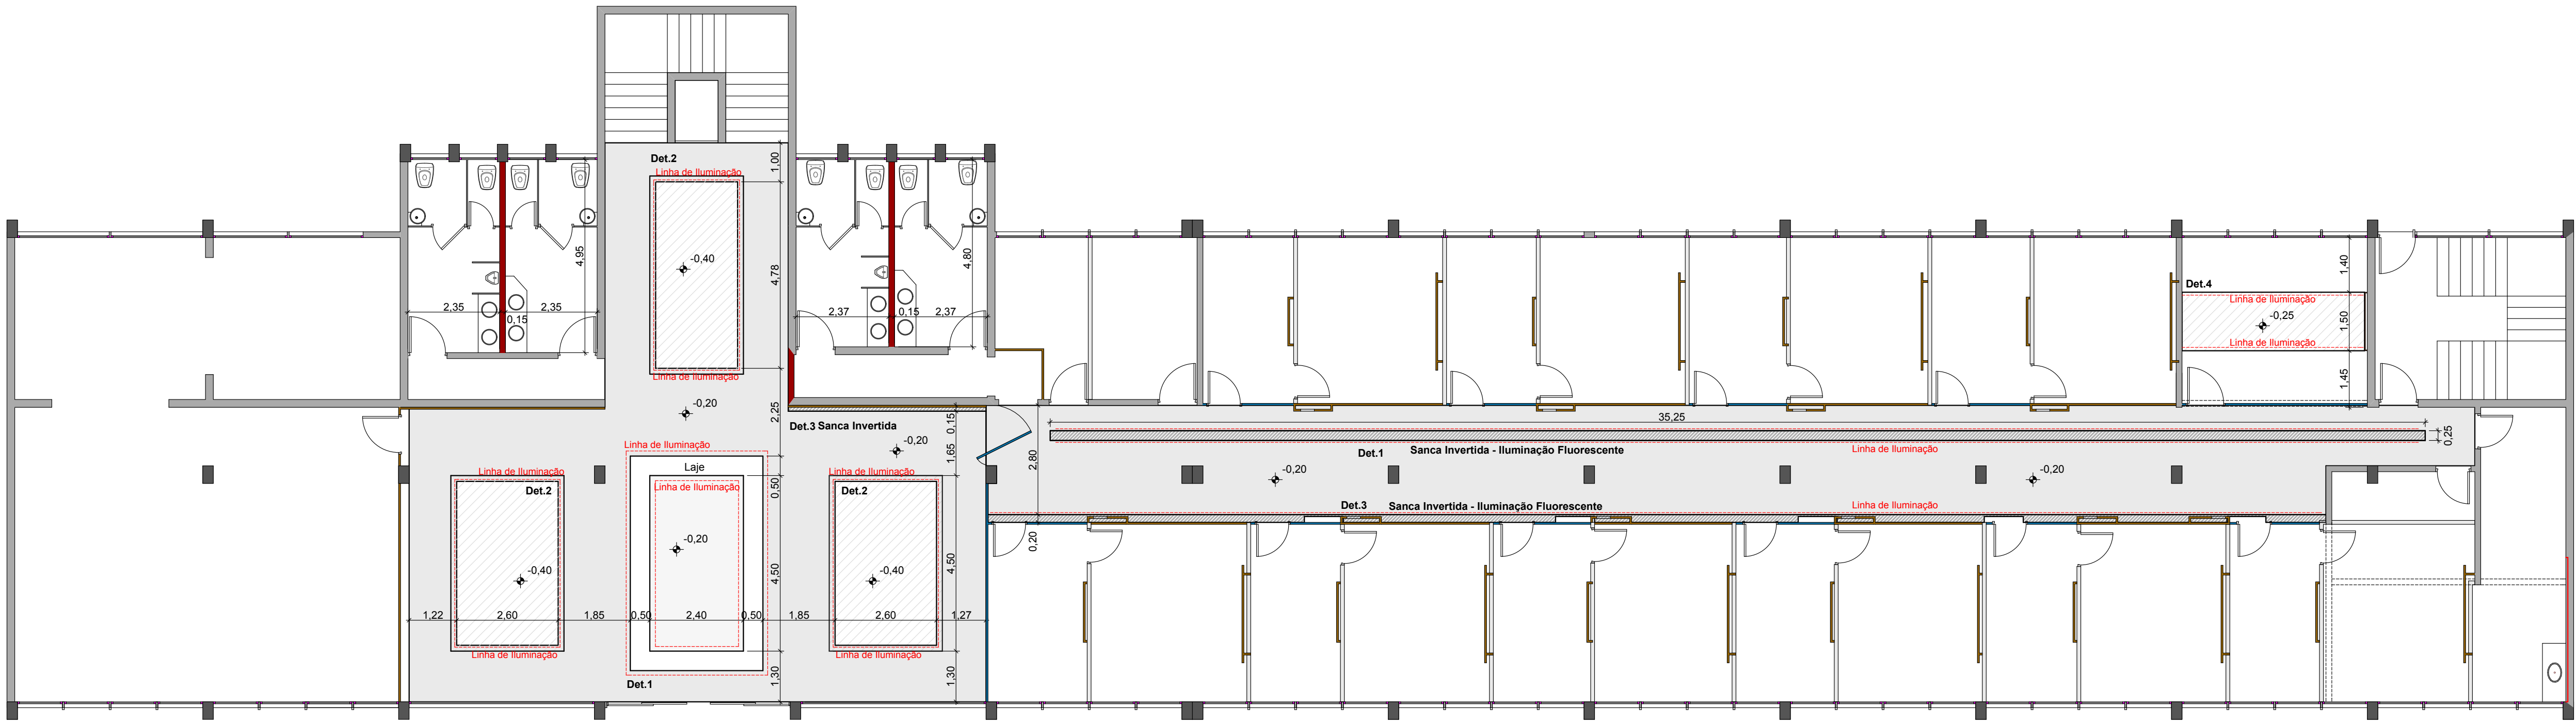 Det.2
Linha de Iluminação
1,00
-0,40
4,78
Linha de Iluminação
4,95
2,35
0,15
2,35
4,80
2,37
0,15
2,37
-0,20
2,25
Det.3 Sanca Invertida
0,15
-0,20
1,65
Linha de Iluminação
Laje
0,50
Linha de Iluminação
Det.2
Linha de Iluminação
Linha de Iluminação
Det.2
-0,40
-0,20
-0,40
4,50
4,50
1,22
2,60
1,85
0,50
2,40
0,50
1,85
2,60
1,27
Linha de Iluminação
Linha de Iluminação
1,30
1,30
Det.1
35,25
0,25
Det.1
Sanca Invertida - Iluminação Fluorescente
Linha de Iluminação
2,80
-0,20
-0,20
Det.3
Sanca Invertida - Iluminação Fluorescente
Linha de Iluminação
0,20
Det.4
1,40
Linha de Iluminação
-0,25
1,50
Linha de Iluminação
1,45